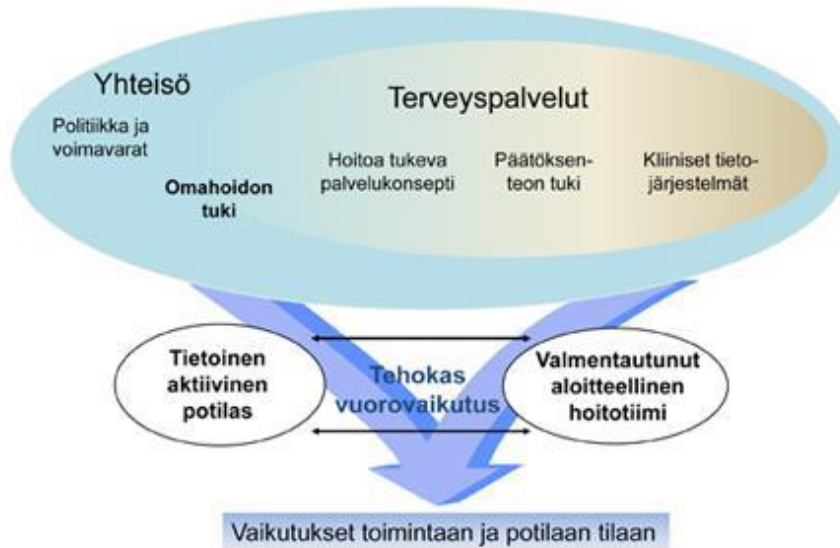 Yhteisö
Politiikka ja
voimavarat
Terveyspalvelut
Omahoidon
tuki
Hoitoa tukeva
palvelukonsepti
Päätöksen-
teon tuki
Kliiniset tieto-
järjestelmät
Tietoinen
aktiivinen
potilas
Tehokas
vuorovaikutus
Valmentautunut
aloitteellinen
hoitotiimi
Vaikutukset toimintaan ja potilaan tilaan